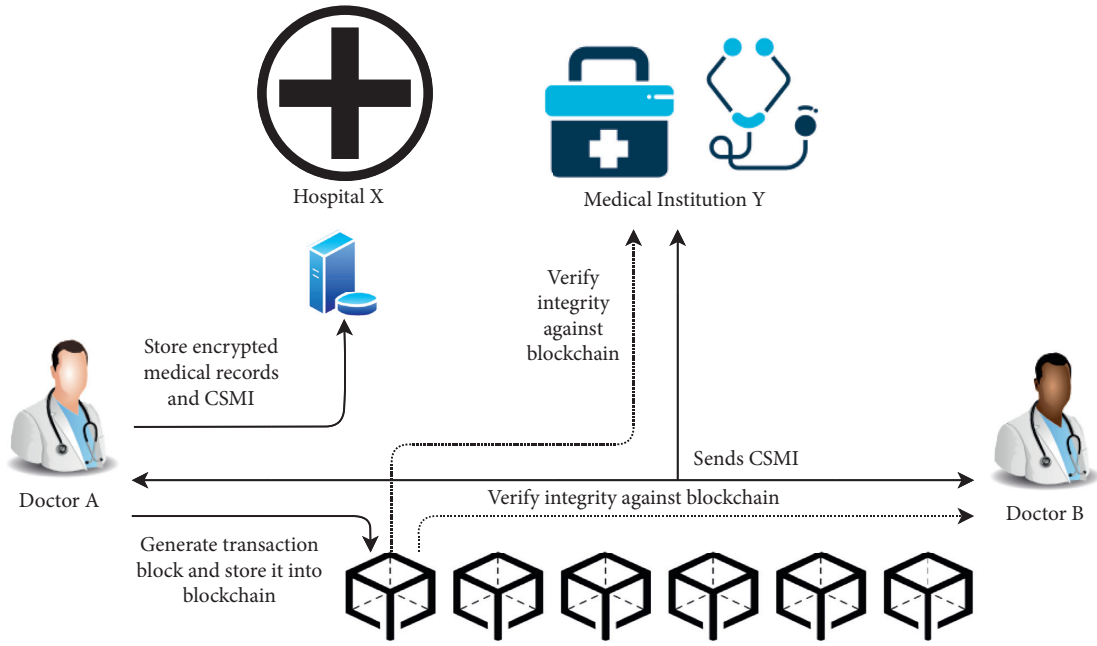 Hospital X
Medical Institution Y
Verify
integrity
against
blockchain
Store encrypted
medical records
and CSMI
Sends CSMI
Doctor A
Verify integrity against blockchain
Doctor B
Generate transaction
block and store it into
blockchain